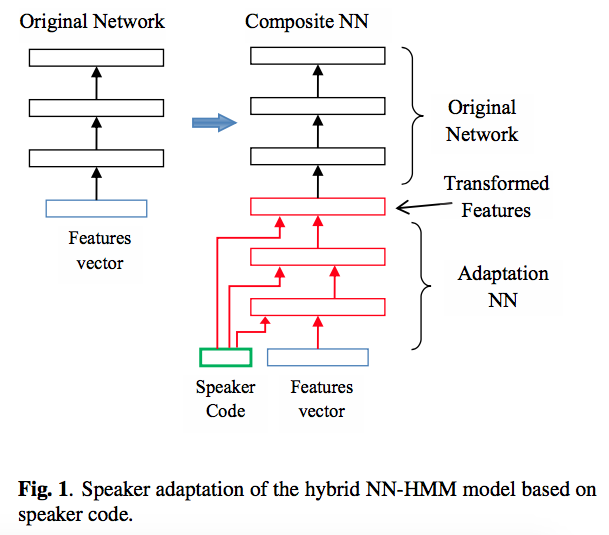 Original Network
Composite NN
Original
Network
Transformed
Features
Features
vector
Adaptation
NN
Speaker
Code
Features
vector
Fig. 1. Speaker adaptation of the hybrid NN-HMM model based on
speaker code.